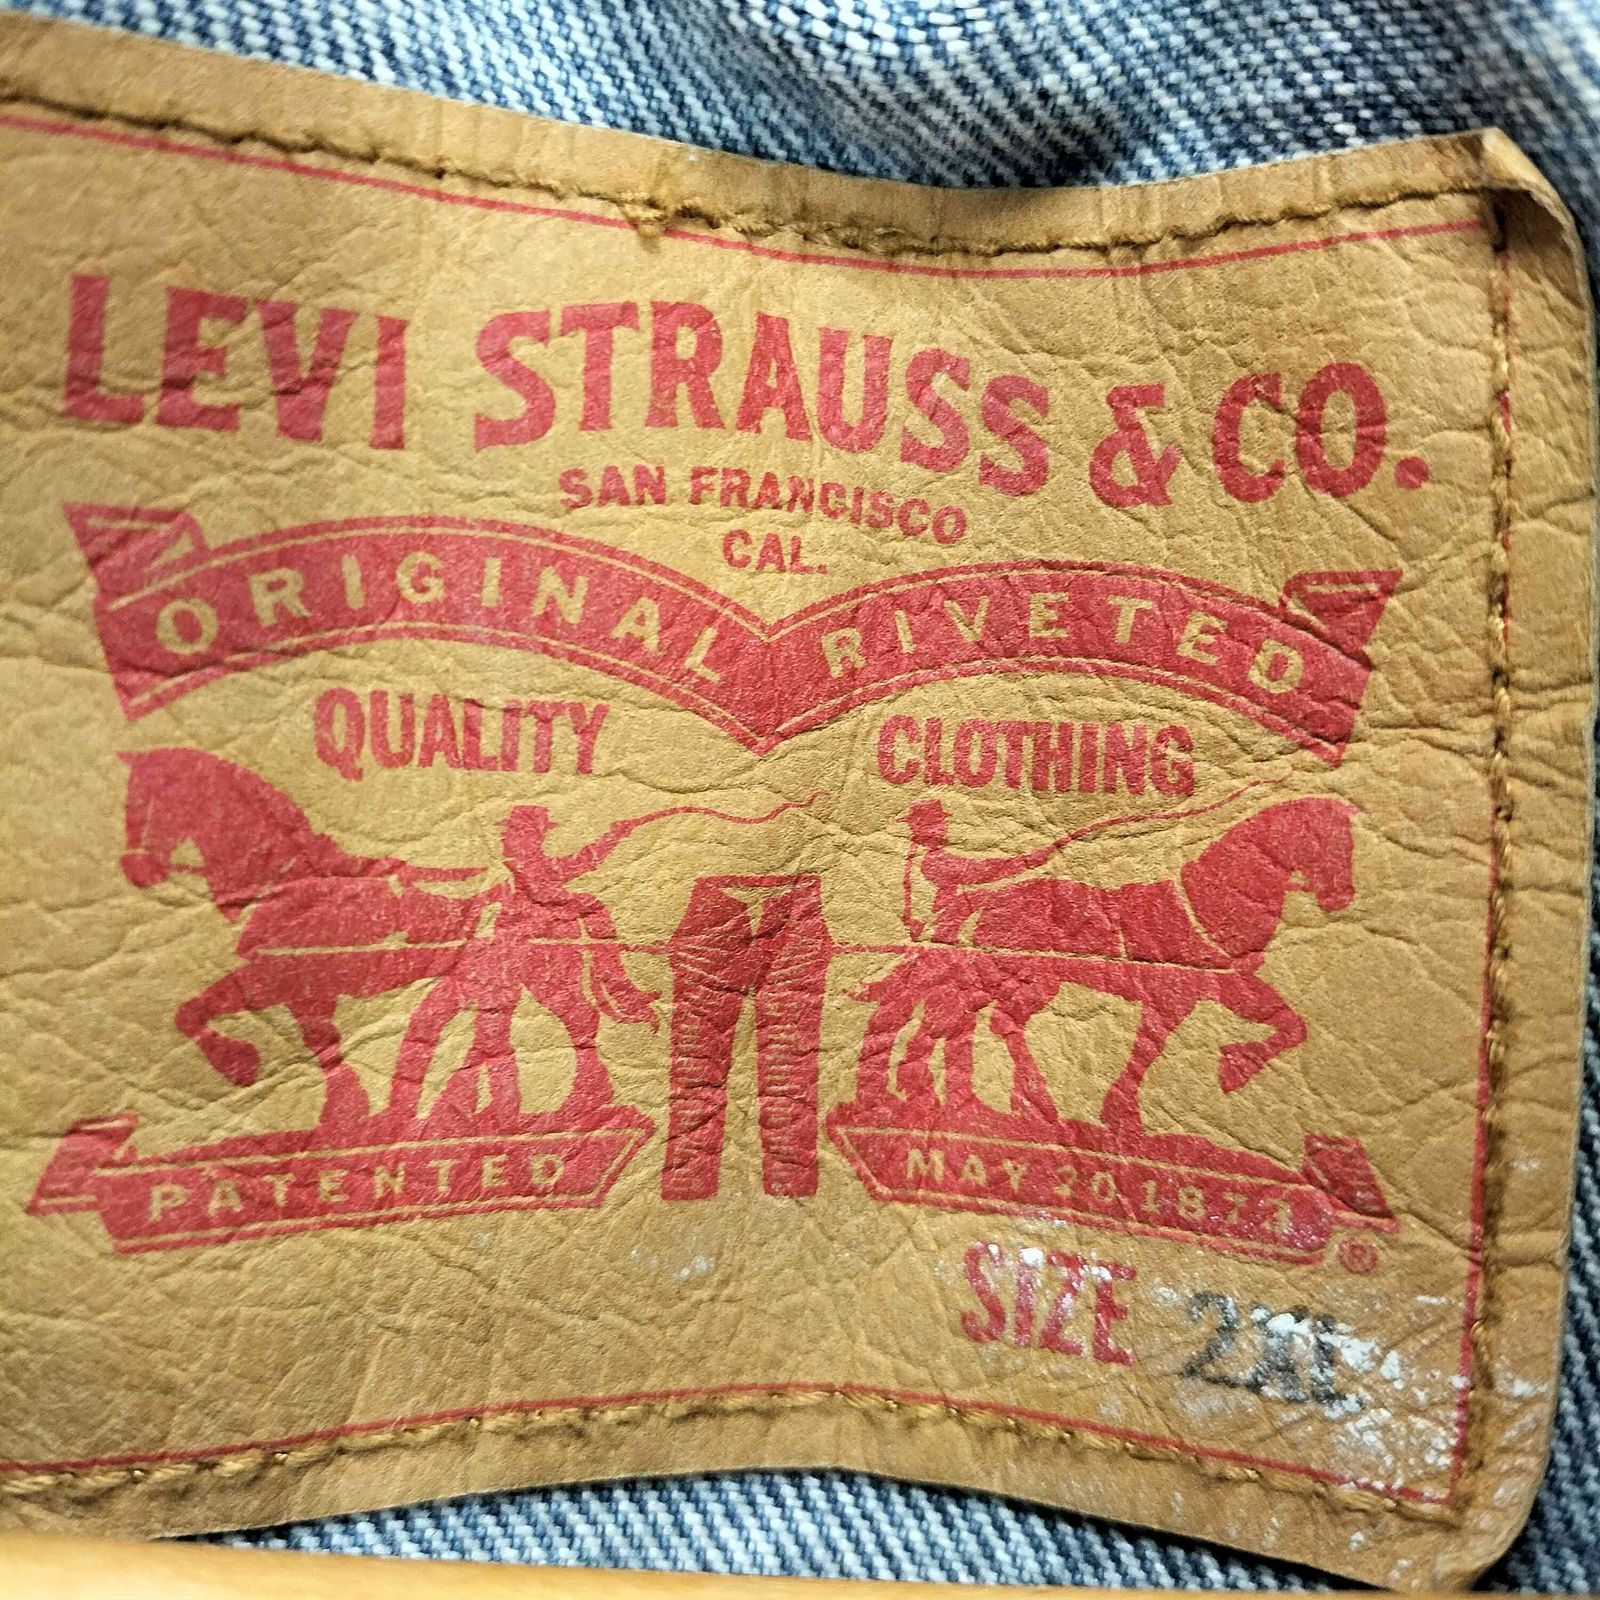 LEVI STRAUSS & CO.
SAN FRANCISCO
CAL.
ORIGINAL RIVETED
QUALITY CLOTHING
PATENTED MAY 20 1873
®
SIZE 2XL